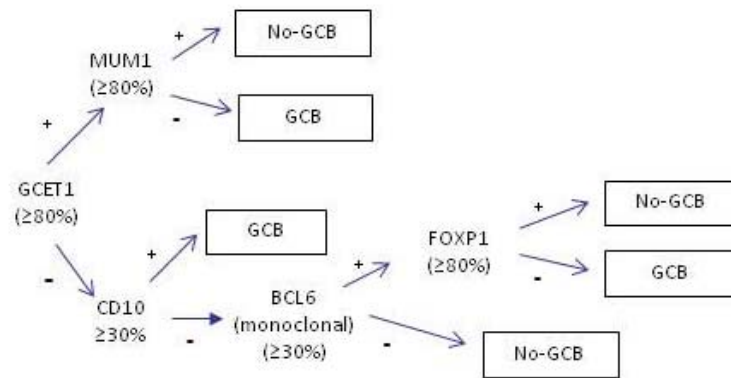 No-GCB
+
MUM1
(≥80%)
-
GCB
+
GCET1
(≥80%)
-
CD10
≥30%
+
GCB
-
BCL6
(monoclonal)
(≥30%)
+
FOXP1
(≥80%)
+
No-GCB
-
GCB
-
No-GCB